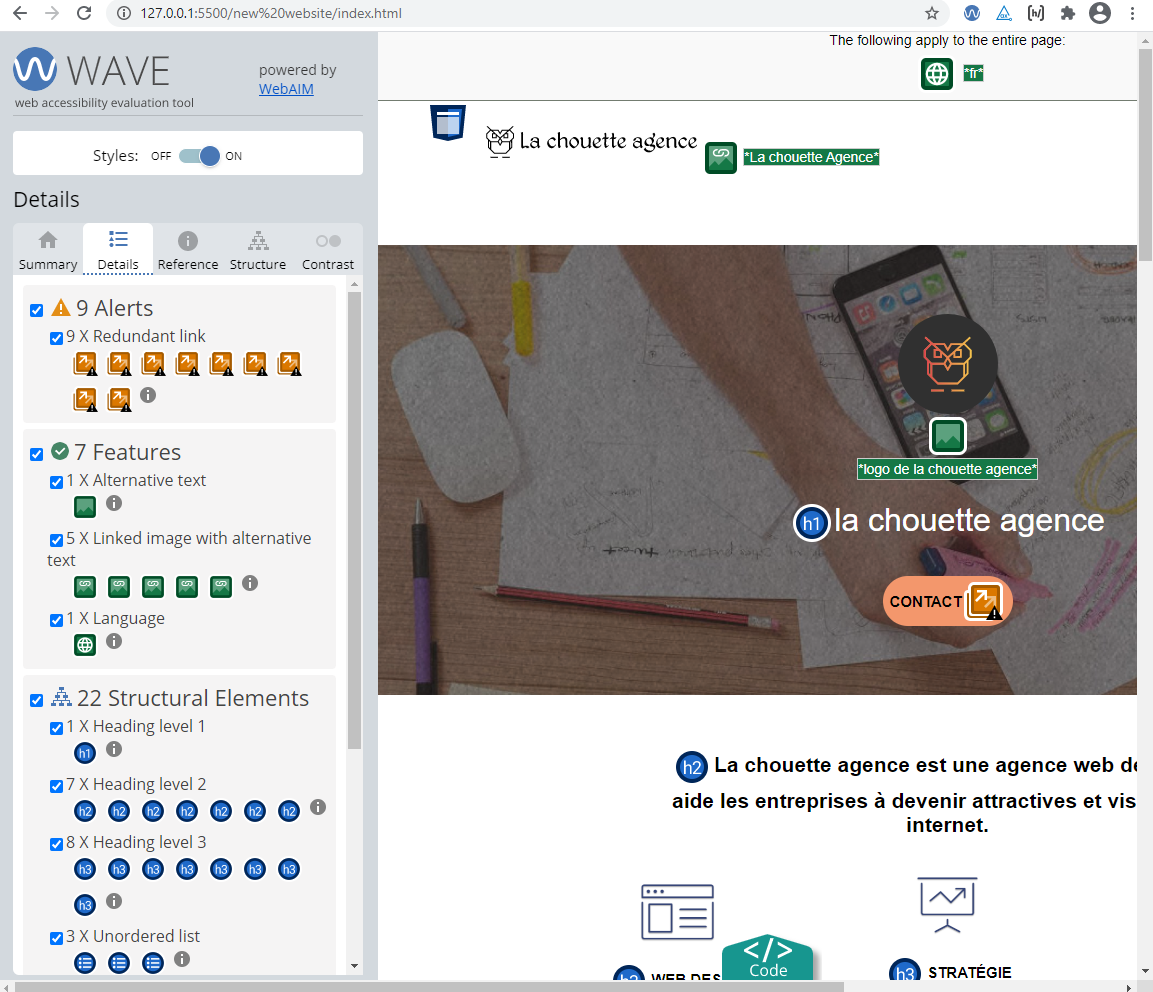 127.0.0.1:5500/new%20website/index.html
WAVE
web accessibility evaluation tool
powered by
WebAIM
Styles: OFF ON
Details
Summary Details Reference Structure Contrast
9 Alerts
9 X Redundant link
7 Features
1 X Alternative text
5 X Linked image with alternative
text
1 X Language
22 Structural Elements
1 X Heading level 1
h1
7 X Heading level 2
h2 h2 h2 h2 h2 h2 h2
8 X Heading level 3
h3 h3 h3 h3 h3 h3 h3
h3
3 X Unordered list
The following apply to the entire page:
*fr*
La chouette agence
*La chouette Agence*
*logo de la chouette agence*
h1 la chouette agence
CONTACT
h2 La chouette agence est une agence web
aide les entreprises à devenir attractives et vis
internet.
</> 
Code
WEB DES
h3 STRATÉGIE